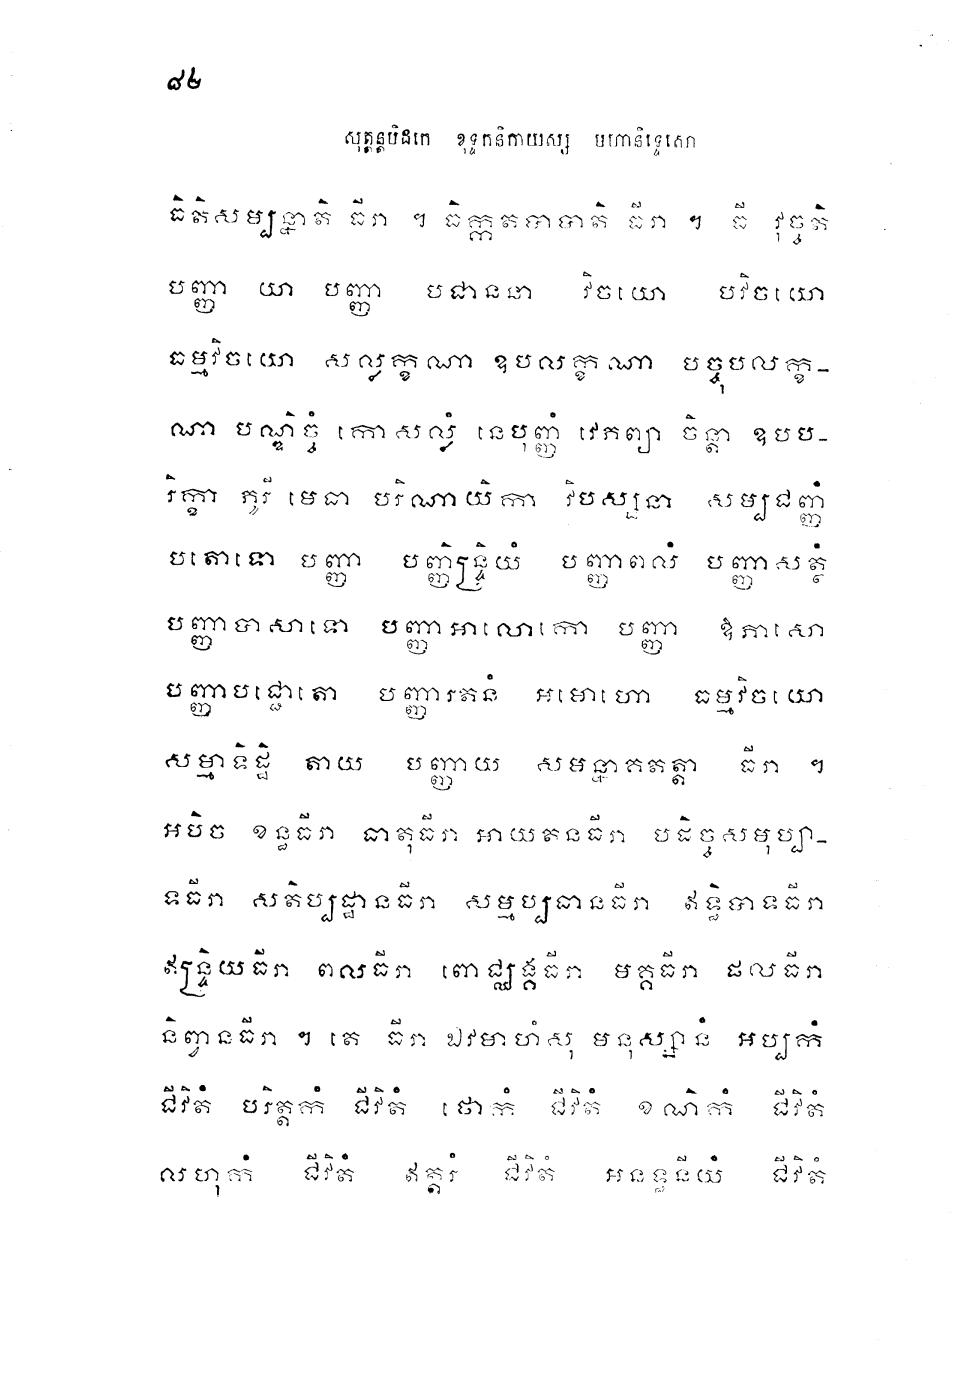 ៨២
សុត្តន្តបិដកេ ខុទ្ទកនិកាយស្ស មហានិទ្ទេសោ
ធិតិសម្បន្នាតិ ធីរា ។ ធិក្កតបាបាតិ ធីរា ។ ធី វុច្ចតិ
បញ្ញា យា បញ្ញា បជាននា វិចយោ បវិចយោ
ធម្មវិចយោ សល្លក្ខណា ឧបលក្ខណា បច្ចុបលក្ខ-
ណា បណ្ឌិច្ចំ កោសល្លំ នេបុញ្ញំ វេភព្យា ចិន្តា ឧបប-
រិក្ខា ភូរី មេធា បរិណាយិកា វិបស្សនា សម្បជញ្ញំ
បតោទោ បញ្ញា បញ្ញិន្ទ្រិយំ បញ្ញាពលំ បញ្ញាសត្ថំ
បញ្ញាបាសាទោ បញ្ញាអាលោកោ បញ្ញា ឱភាសោ
បញ្ញាបជ្ជោតោ បញ្ញារតនំ អមោហោ ធម្មវិចយោ
សម្មាទិដ្ឋិ តាយ បញ្ញាយ សមន្នាគតត្តា ធីរា ។
អបិច ខន្ធធីរា ធាតុធីរា អាយតនធីរា បដិច្ចសមុប្បា-
ទធីរា សតិប្បដ្ឋានធីរា សម្មប្បធានធីរា ឥទ្ធិបាទធីរា
ឥន្ទ្រិយធីរា ពលធីរា ពោជ្ឈង្គធីរា មគ្គធីរា ផលធីរា
និព្វានធីរា ។ តេ ធីរា ឯវមាហំសុ មនុស្សានំ អប្បកំ
ជីវិតំ បរិត្តកំ ជីវិតំ ថោកំ ជីវិតំ ខណិកំ ជីវិតំ
លហុកំ ជីវិតំ ឥត្តរំ ជីវិតំ អនទ្ធនីយំ ជីវិតំ